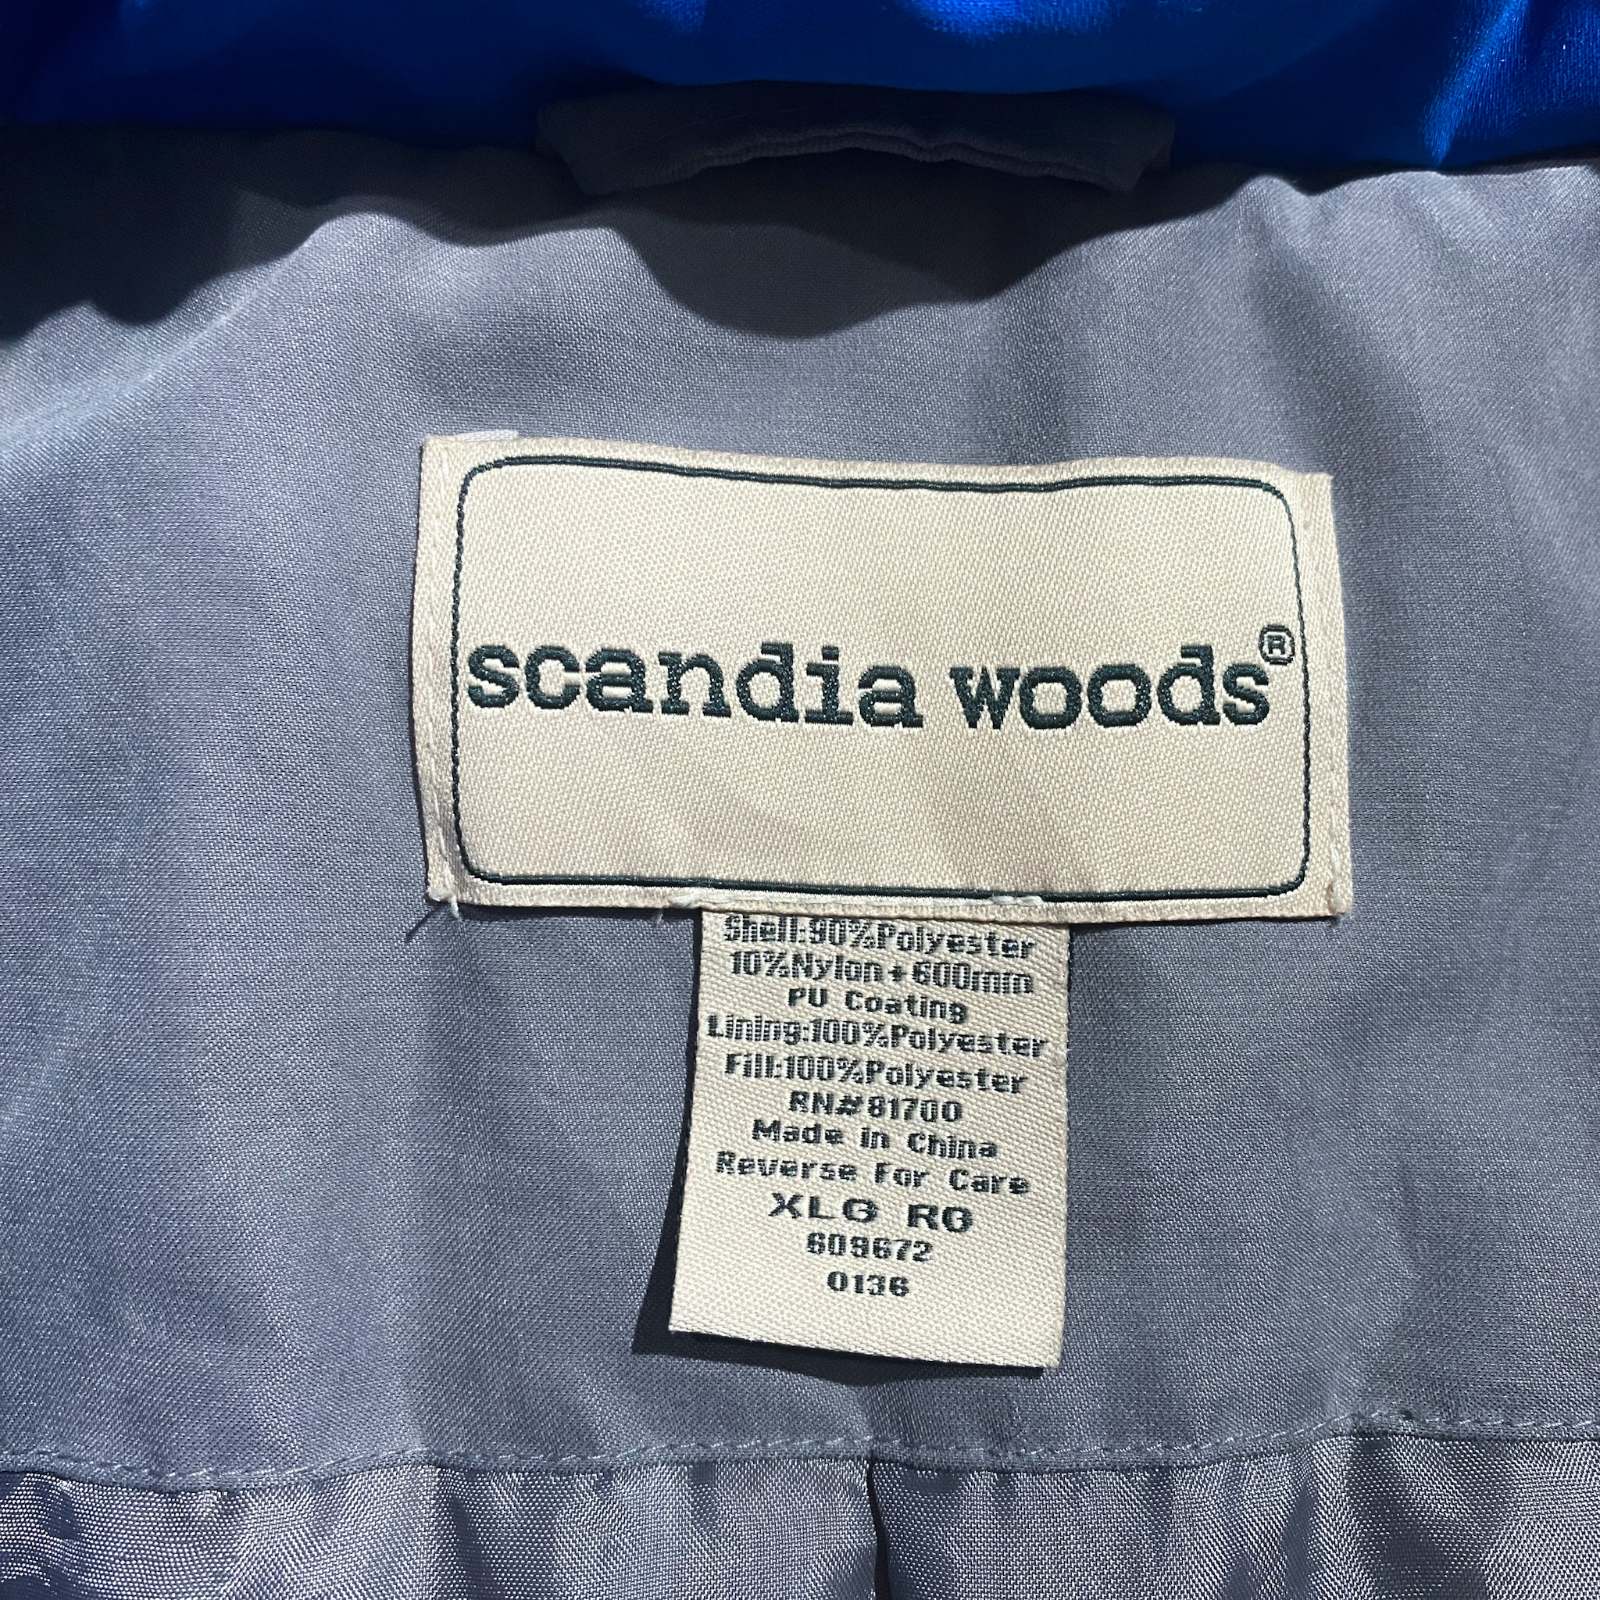 scandia woods®
Shell:90%Polyester
10%Nylon+600mm
PU Coating
Lining:100%Polyester
Fill:100%Polyester
RN#81700
Made in China
Reverse For Care
XLG RG
609672
0136